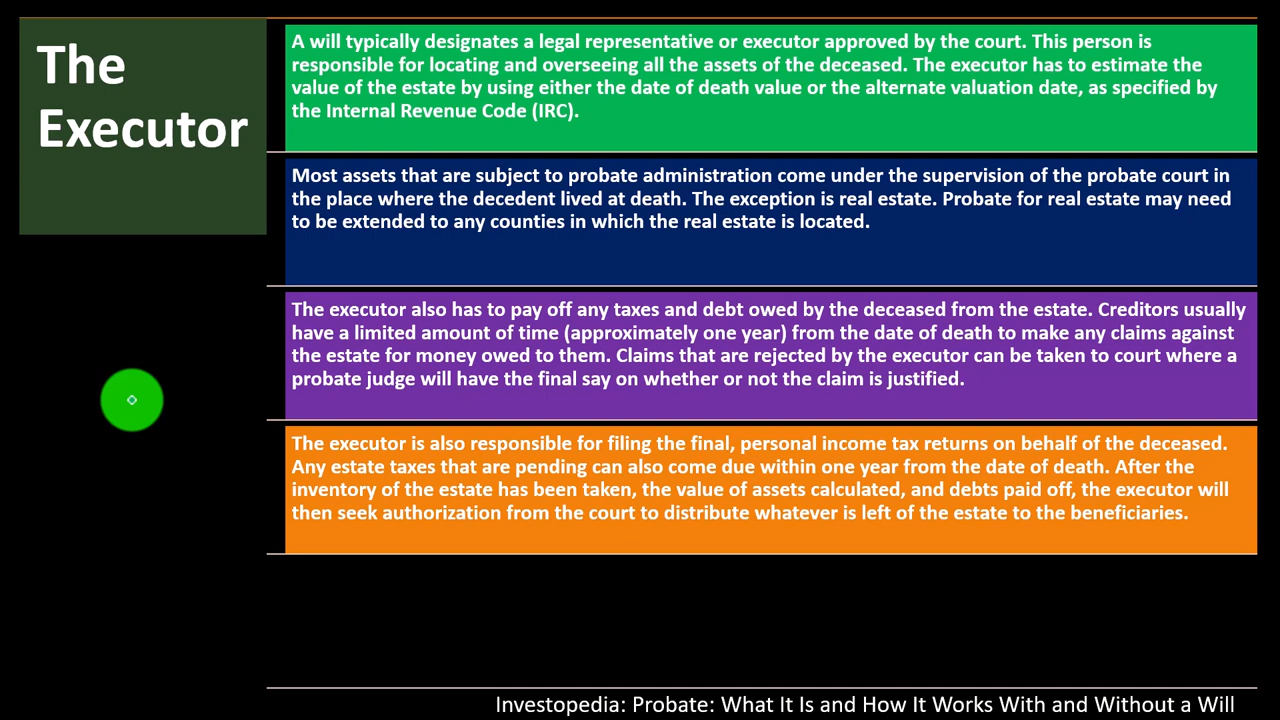 The
Executor
A will typically designates a legal representative or executor approved by the court. This person is
responsible for locating and overseeing all the assets of the deceased. The executor has to estimate the
value of the estate by using either the date of death value or the alternate valuation date, as specified by
the Internal Revenue Code (IRC).
Most assets that are subject to probate administration come under the supervision of the probate court in
the place where the decedent lived at death. The exception is real estate. Probate for real estate may need
to be extended to any counties in which the real estate is located.
The executor also has to pay off any taxes and debt owed by the deceased from the estate. Creditors usually
have a limited amount of time (approximately one year) from the date of death to make any claims against
the estate for money owed to them. Claims that are rejected by the executor can be taken to court where a
probate judge will have the final say on whether or not the claim is justified.
The executor is also responsible for filing the final, personal income tax returns on behalf of the deceased.
Any estate taxes that are pending can also come due within one year from the date of death. After the
inventory of the estate has been taken, the value of assets calculated, and debts paid off, the executor will
then seek authorization from the court to distribute whatever is left of the estate to the beneficiaries.
Investopedia: Probate: What It Is and How It Works With and Without a Will